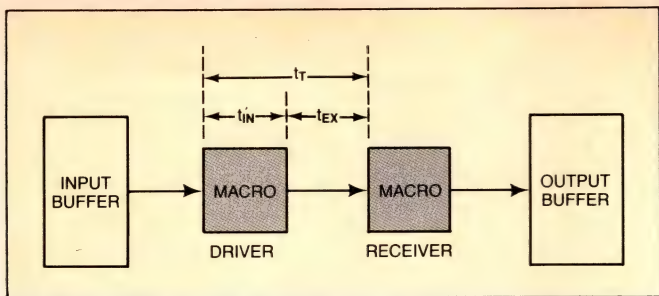 tT
tIN
tEX
INPUT
BUFFER
MACRO
MACRO
OUTPUT
BUFFER
DRIVER
RECEIVER